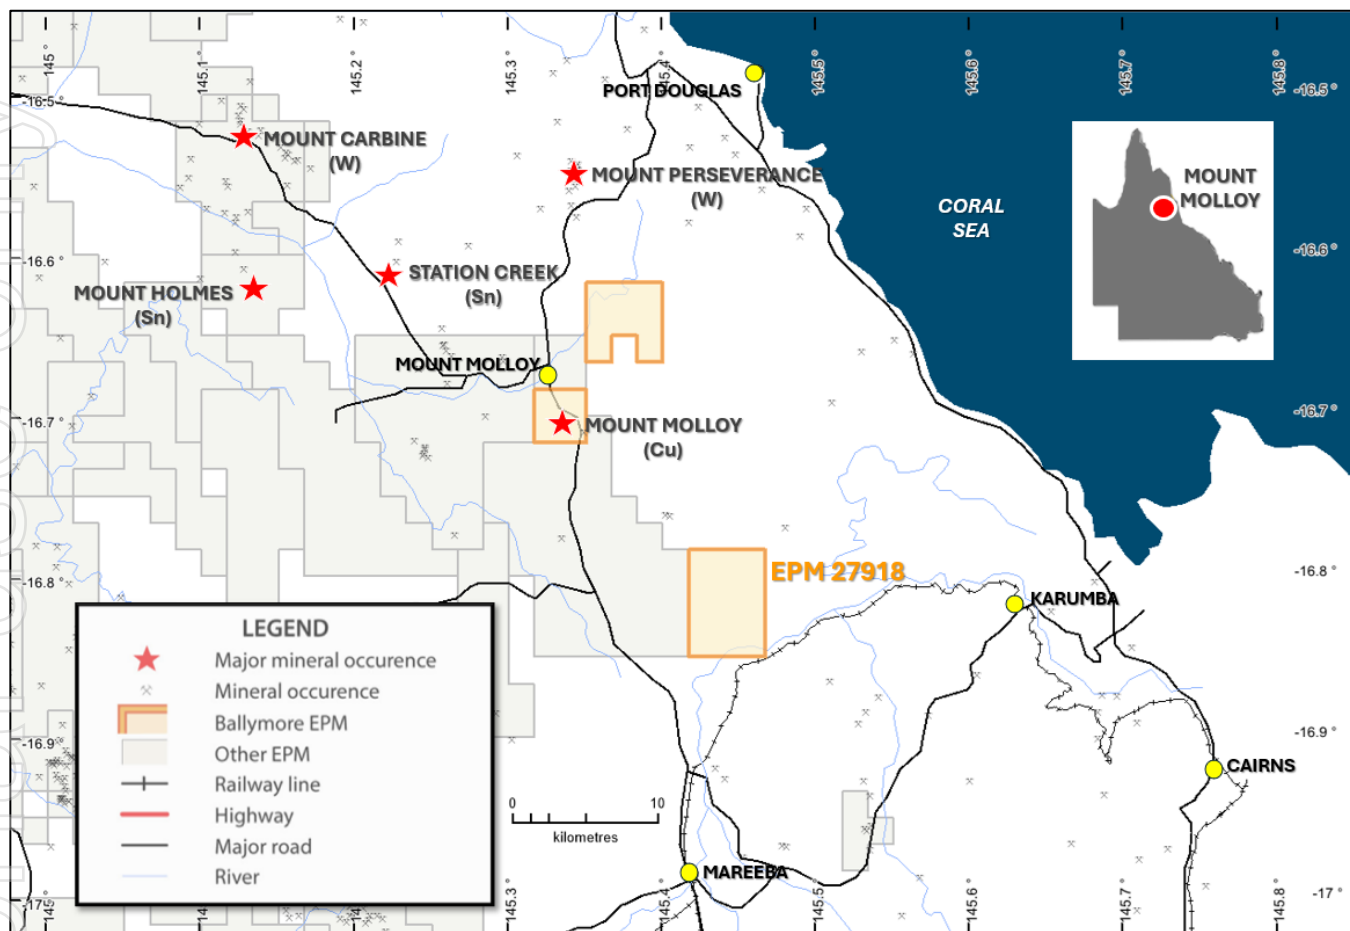 145°
145.1°
145.2°
145.3°
145.4°
145.5°
145.6°
145.7°
145.8°
-16.5°
PORT DOUGLAS
-16.5°
MOUNT CARBINE
(W)
MOUNT PERSEVERANCE
(W)
MOUNT
MOLLOY
CORAL
SEA
-16.6°
-16.6°
STATION CREEK
(Sn)
MOUNT HOLMES
(Sn)
MOUNT MOLLOY
-16.7°
-16.7°
MOUNT MOLLOY
(Cu)
-16.8°
EPM 27918
-16.8°
KARUMBA
LEGEND
Major mineral occurence
Mineral occurence
Ballymore EPM
Other EPM
Railway line
Highway
Major road
River
-16.9°
-16.9°
CAIRNS
0 10
kilometres
MAREEBA
145.3°
145.4°
145.5°
145.6°
145.7°
145.8°
-17°
-17°